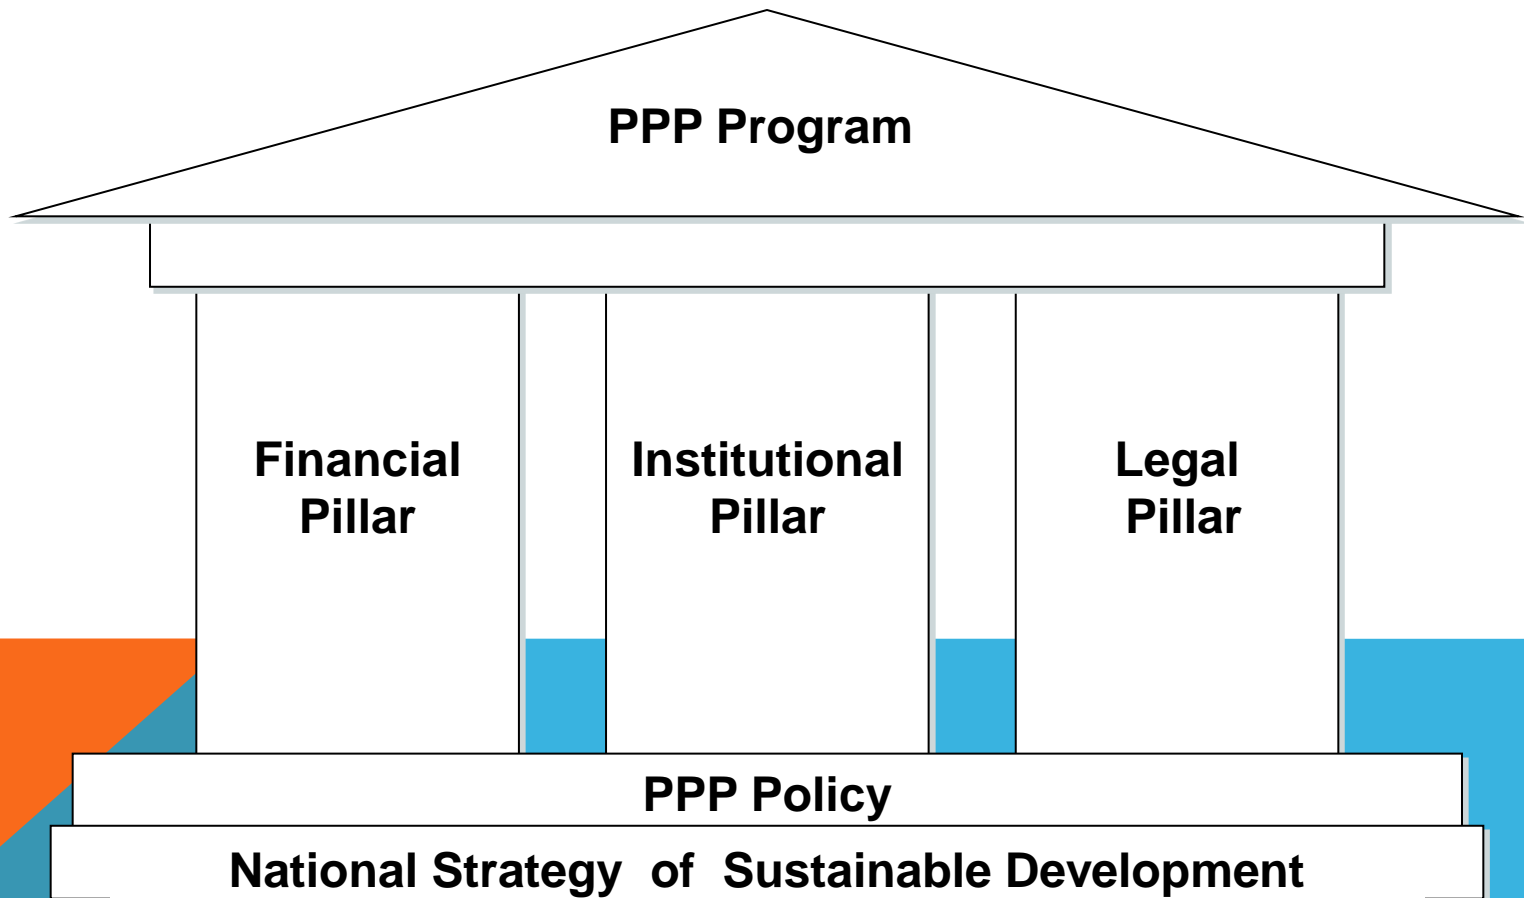 PPP Program
Financial
Pillar
Institutional
Pillar
Legal
Pillar
PPP Policy
National Strategy of Sustainable Development